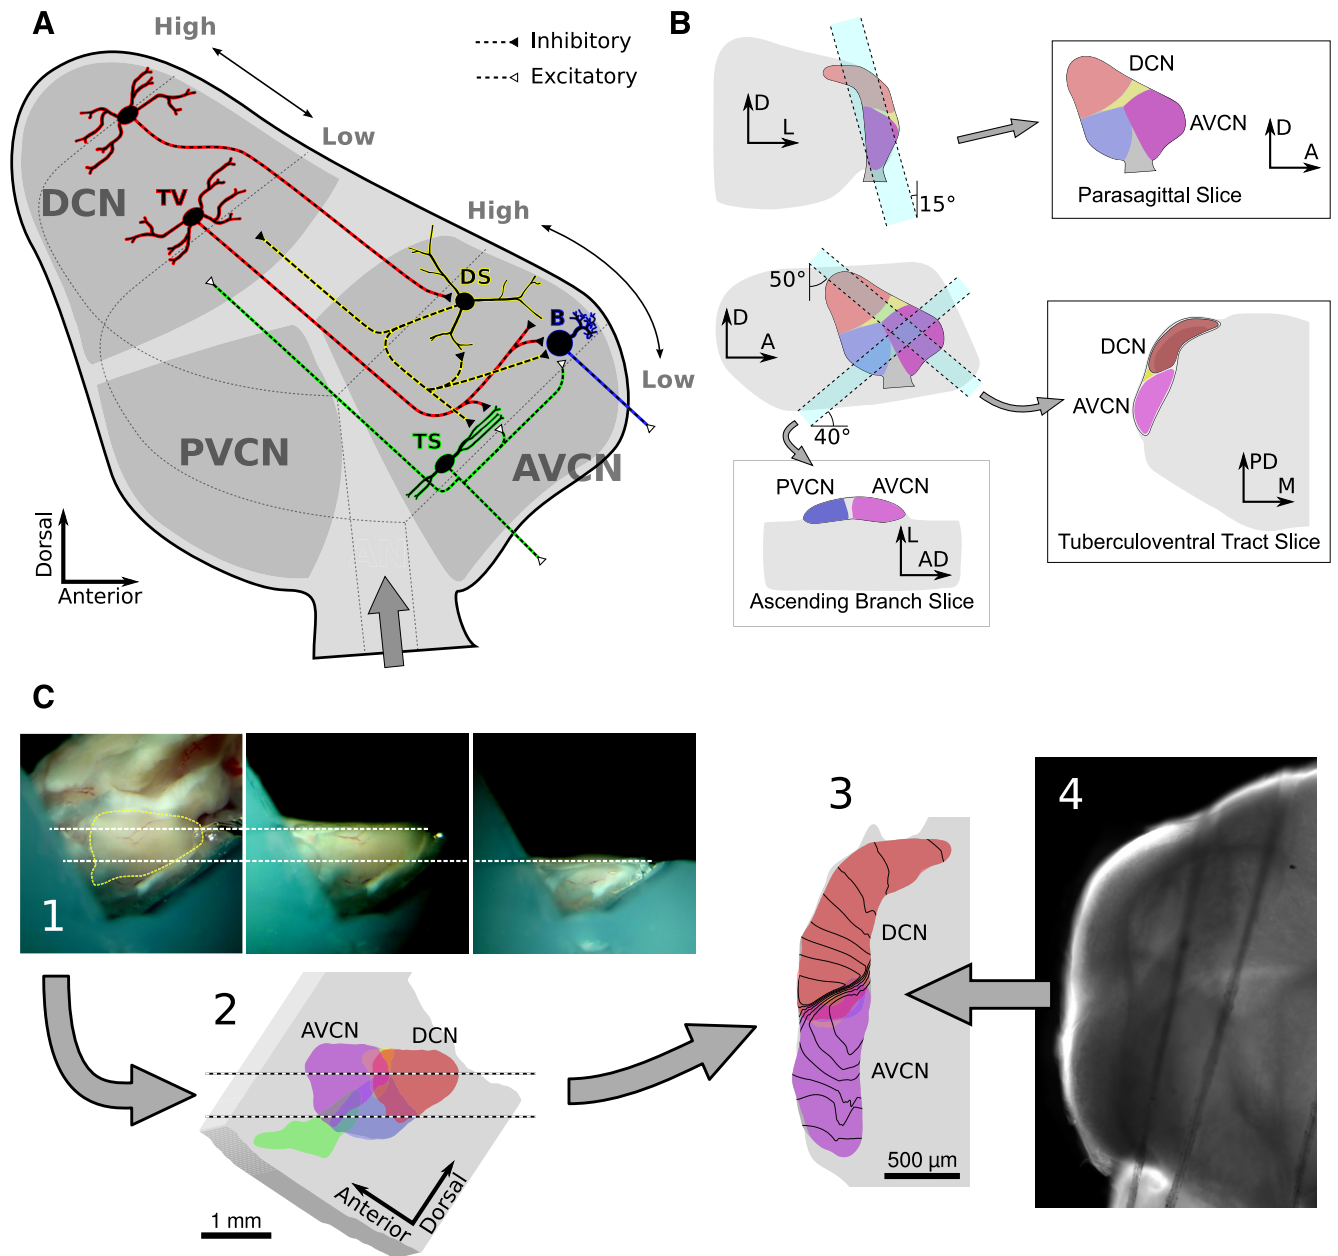 A
High
Low
Inhibitory
Excitatory
DCN
TV
High
Low
DS
B
TS
PVCN
AVCN
AN
Dorsal
Anterior
B
D
L
15°
DCN
AVCN
D
A
Parasagittal Slice
50°
D
A
40°
PVCN AVCN
L
AD
Ascending Branch Slice
DCN
AVCN
PD
M
Tuberculoventral Tract Slice
C
1
2
AVCN
DCN
Anterior
Dorsal
1 mm
3
DCN
AVCN
500 µm
4